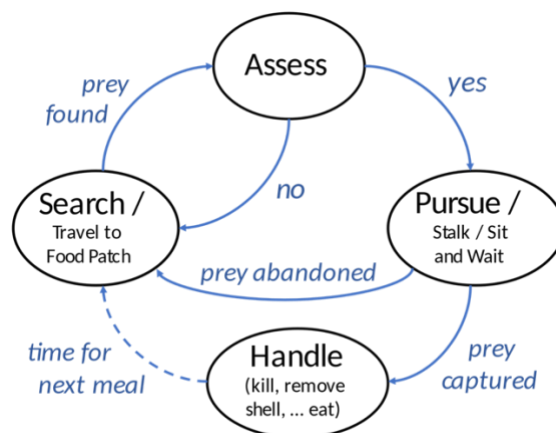 Assess
prey
found
yes
no
Search /
Travel to
Food Patch
Pursue /
Stalk / Sit
and Wait
prey abandoned
time for
next meal
Handle
(kill, remove
shell, ... eat)
prey
captured